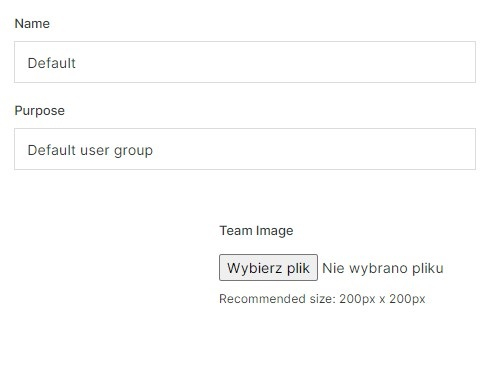 Name
Default
Purpose
Default user group
Team Image
Wybierz plik Nie wybrano pliku
Recommended size: 200px x 200px